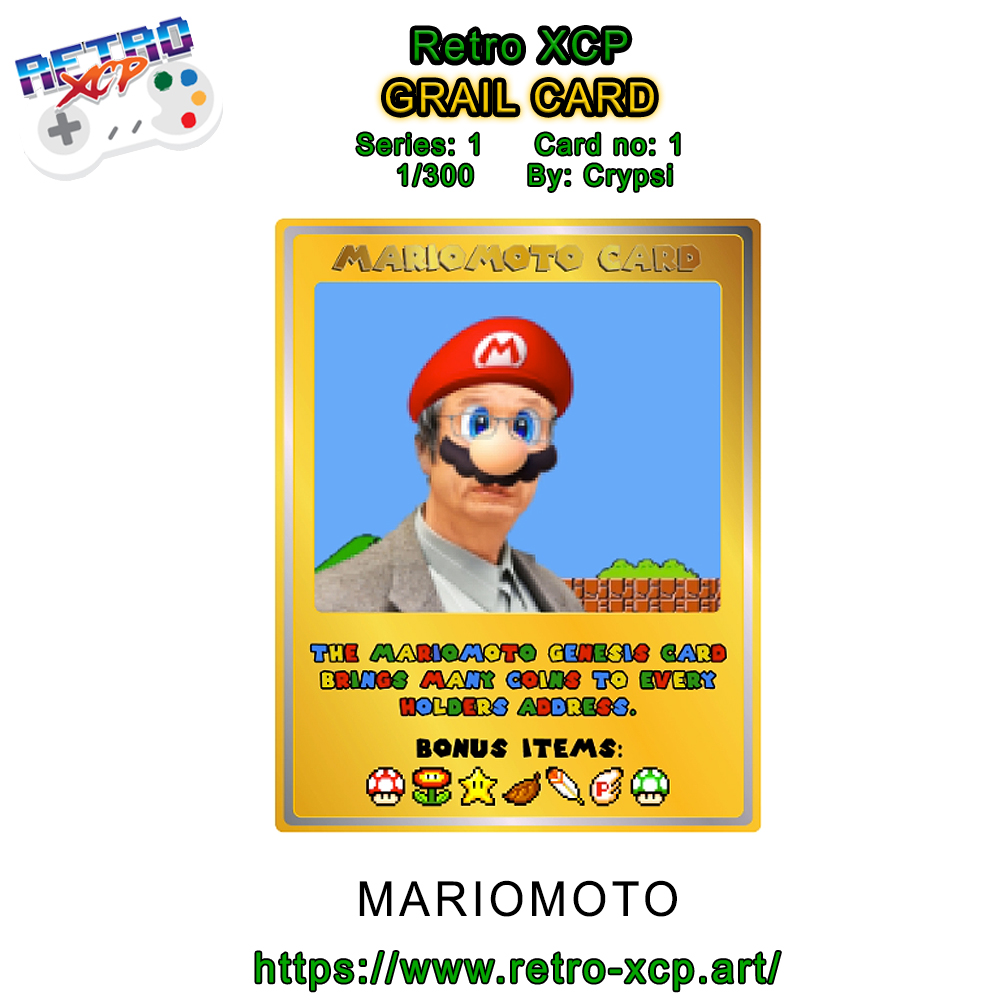 RETRO
XCP
Retro XCP
GRAIL CARD
Series: 1 Card no: 1
1/300 By: Crypsi
MARIOMOTO CARD
M
THE MARIOMOTO GENESIS CARD
BRINGS MANY COINS TO EVERY
HOLDERS ADDRESS.
BONUS ITEMS:
P
MARIOMOTO
https://www.retro-xcp.art/